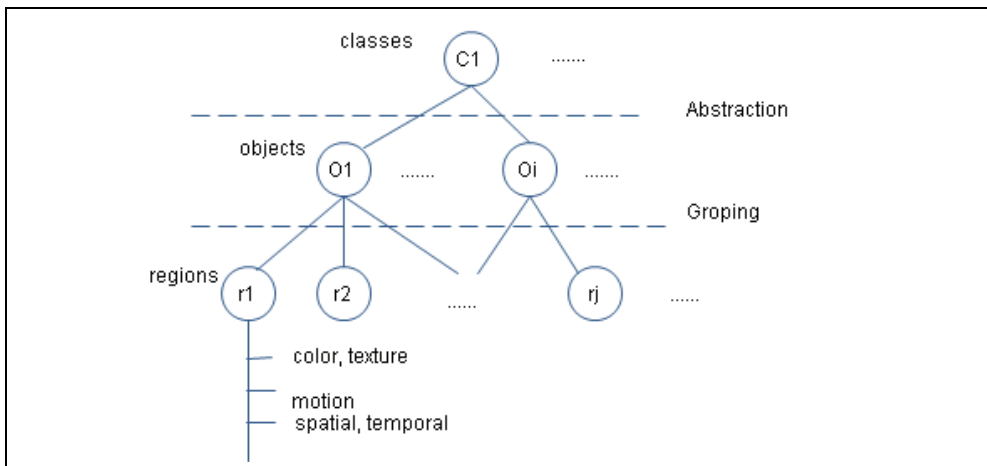 classes
C1 .......
Abstraction
objects
O1 ....... Oi .......
Groping
regions
r1 r2 ...... rj ......
color, texture
motion
spatial, temporal